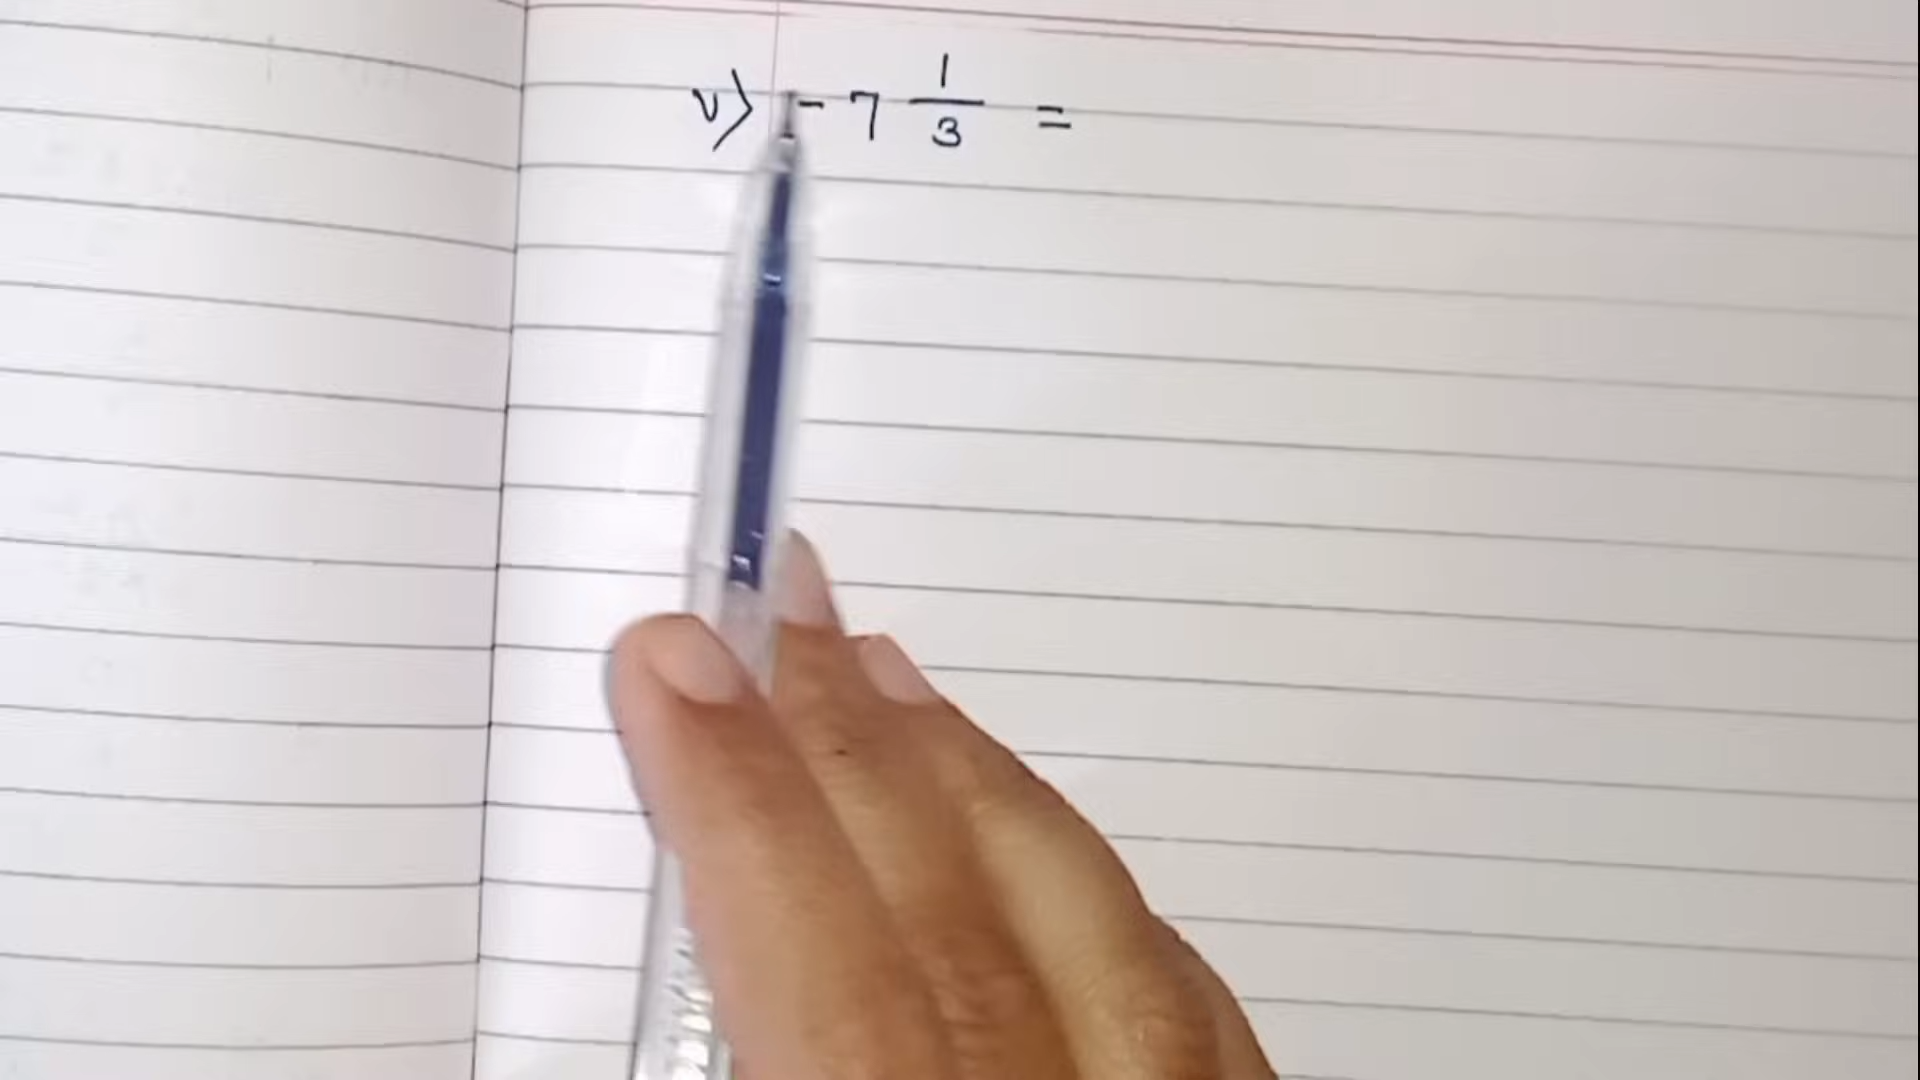 v) - 7 1/3 =